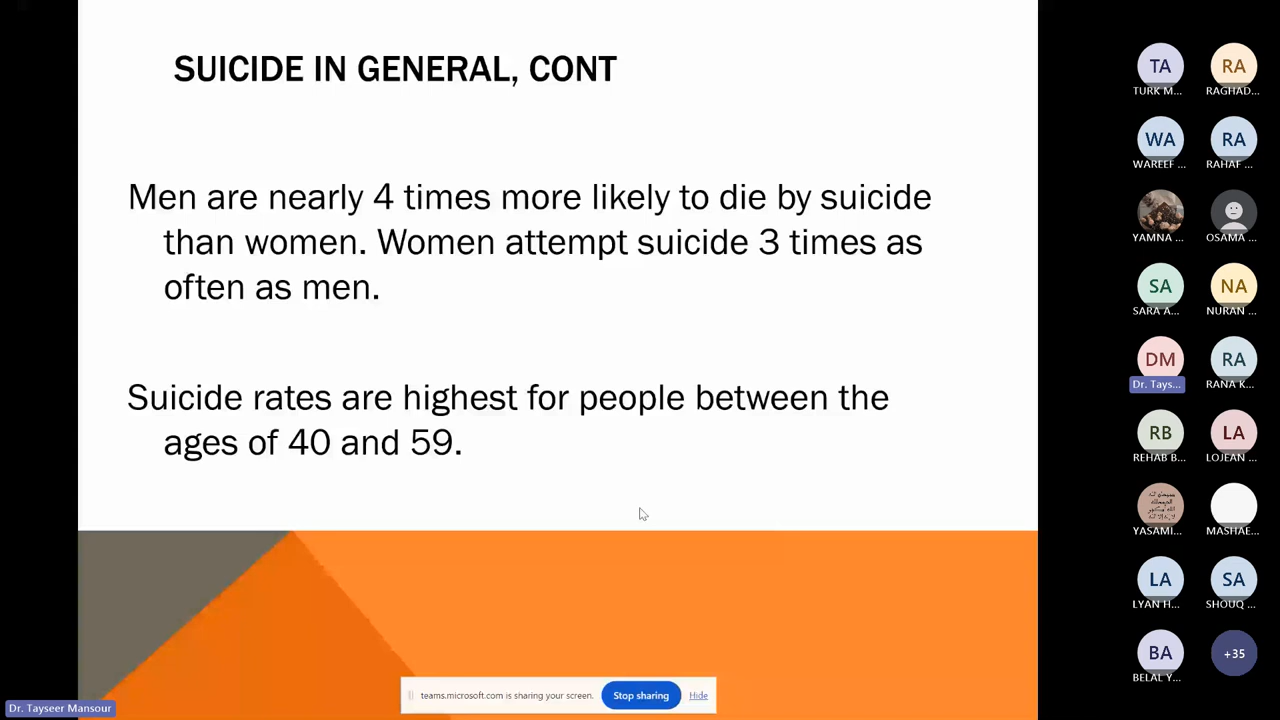 SUICIDE IN GENERAL, CONT
Men are nearly 4 times more likely to die by suicide
than women. Women attempt suicide 3 times as
often as men.
Suicide rates are highest for people between the
ages of 40 and 59.
teams.microsoft.com is sharing your screen.
Stop sharing
Hide
Dr. Tayseer Mansour
TA
RA
TURK M...
RAGHAD...
WA
RA
WAREEF ...
RAHAF ...
YAMNA ...
OSAMA ...
SA
NA
SARA A...
NURAN ...
DM
RA
Dr. Tays...
RANA K...
RB
LA
REHAB B...
LOJEAN ...
YASAMI...
MASHAE...
LA
SA
LYAN H...
SHOUQ ...
BA
+35
BELAL Y...